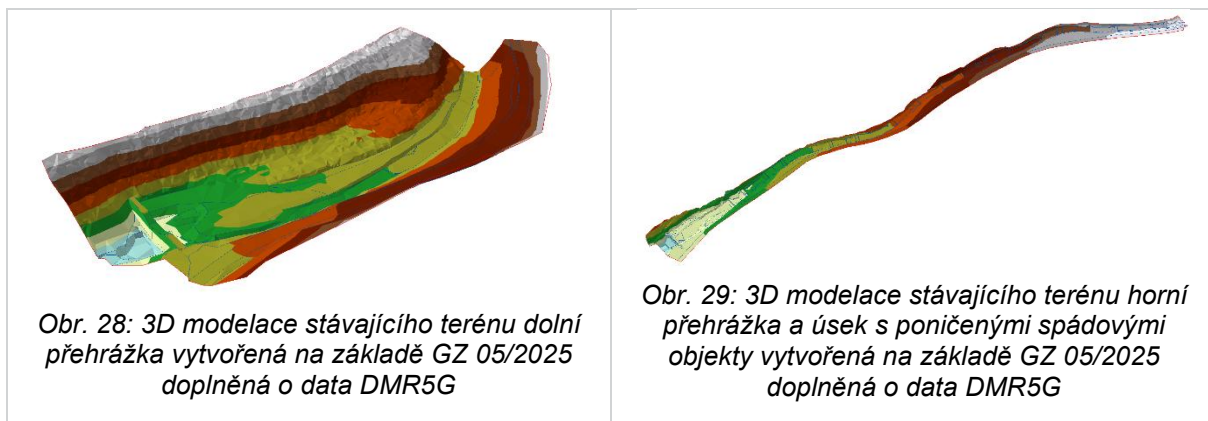 Obr. 28: 3D modelace stávajícího terénu dolní
přehrážka vytvořená na základě GZ 05/2025
doplněná o data DMR5G
Obr. 29: 3D modelace stávajícího terénu horní
přehrážka a úsek s poničenými spádovými
objekty vytvořená na základě GZ 05/2025
doplněná o data DMR5G